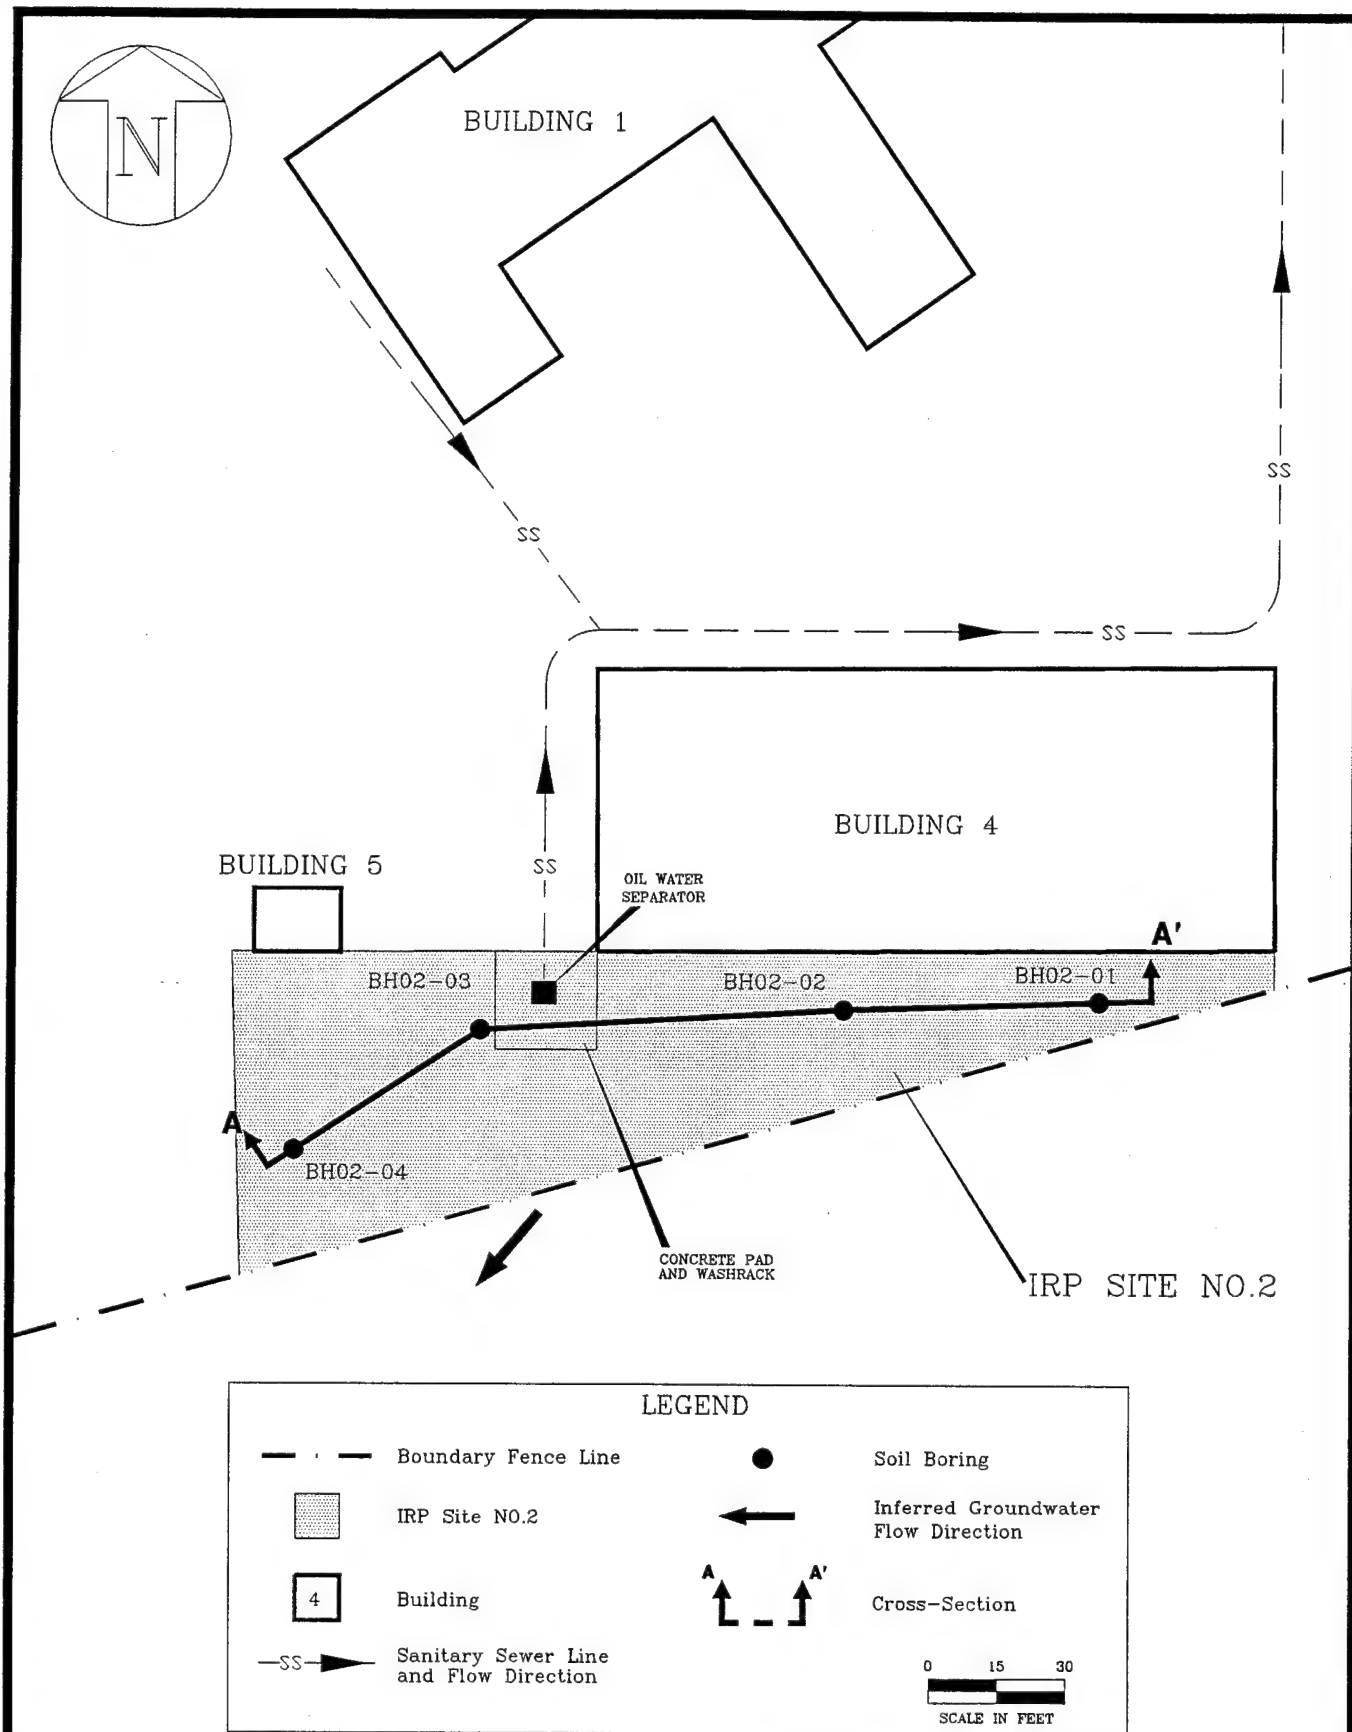 N
BUILDING 1
SS
SS
SS
BUILDING 4
BUILDING 5
SS
OIL WATER
SEPARATOR
A'
BH02-03
BH02-02
BH02-01
A
BH02-04
CONCRETE PAD
AND WASHRACK
IRP SITE NO.2
LEGEND
Boundary Fence Line
Soil Boring
IRP Site NO.2
Inferred Groundwater
Flow Direction
4
Building
A
A'
Cross-Section
SS
Sanitary Sewer Line
and Flow Direction
0 15 30
SCALE IN FEET